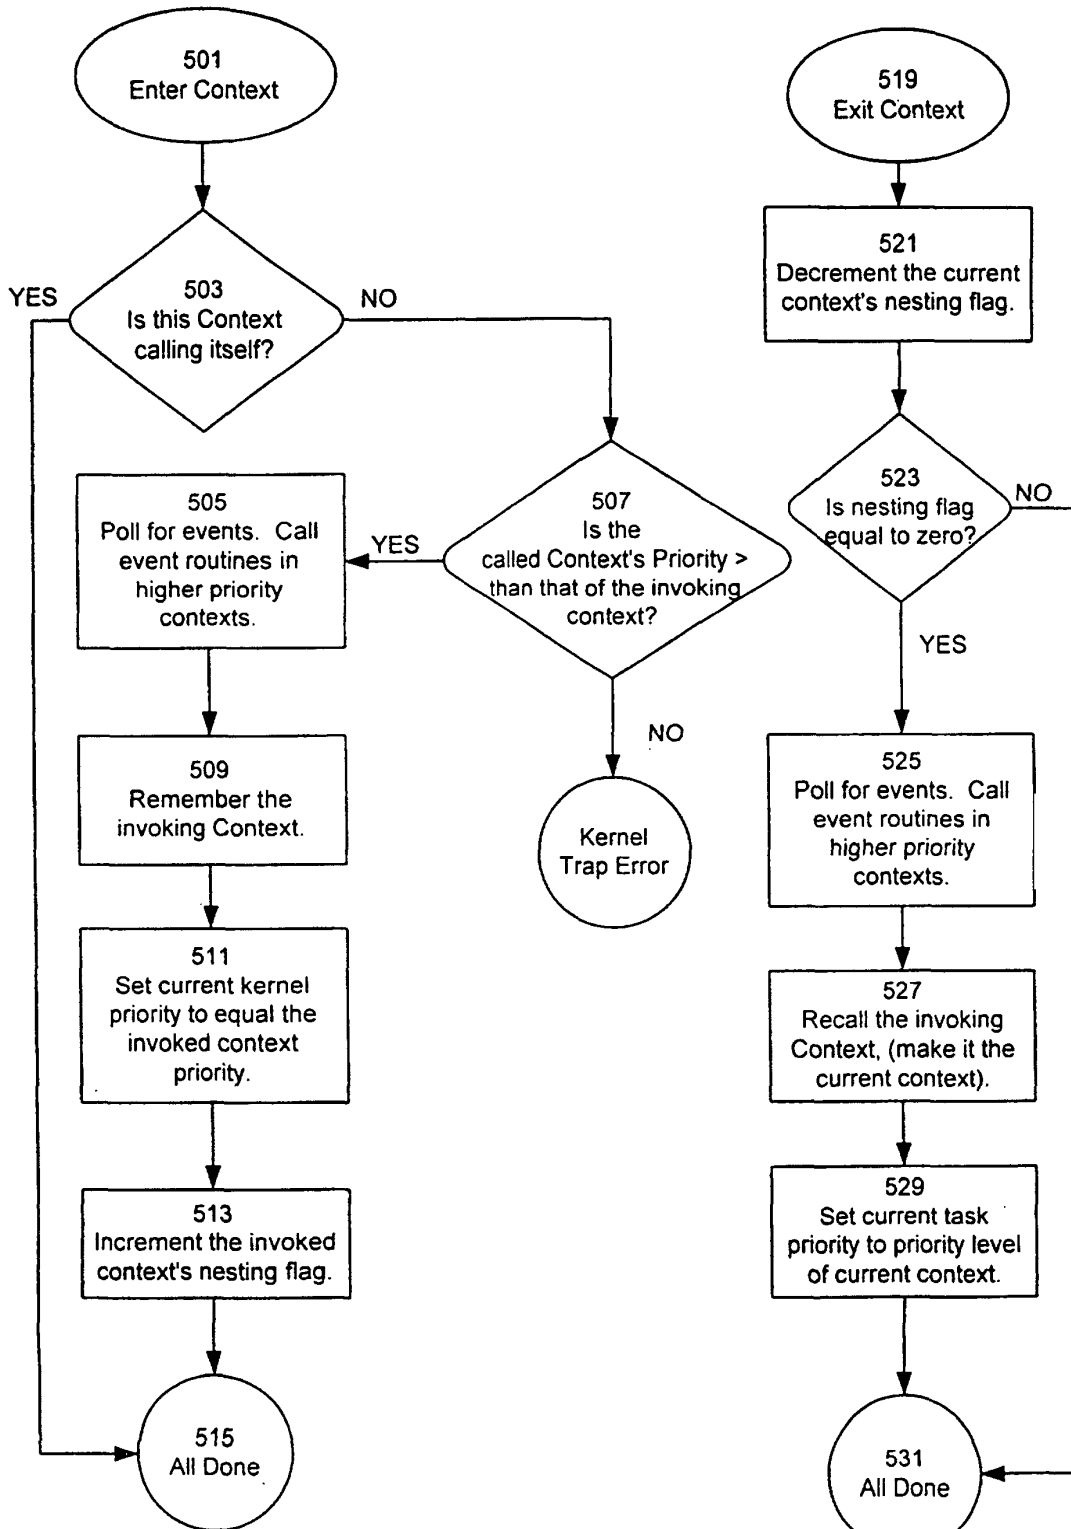 501
Enter Context
YES
503
Is this Context
calling itself?
NO
505
Poll for events. Call
event routines in
higher priority
contexts.
YES
507
Is the
called Context's Priority >
than that of the invoking
context?
NO
509
Remember the
invoking Context.
Kernel
Trap Error
511
Set current kernel
priority to equal the
invoked context
priority.
513
Increment the invoked
context's nesting flag.
515
All Done
519
Exit Context
521
Decrement the current
context's nesting flag.
523
Is nesting flag
equal to zero?
NO
YES
525
Poll for events. Call
event routines in
higher priority
contexts.
527
Recall the invoking
Context, (make it the
current context).
529
Set current task
priority to priority level
of current context.
531
All Done